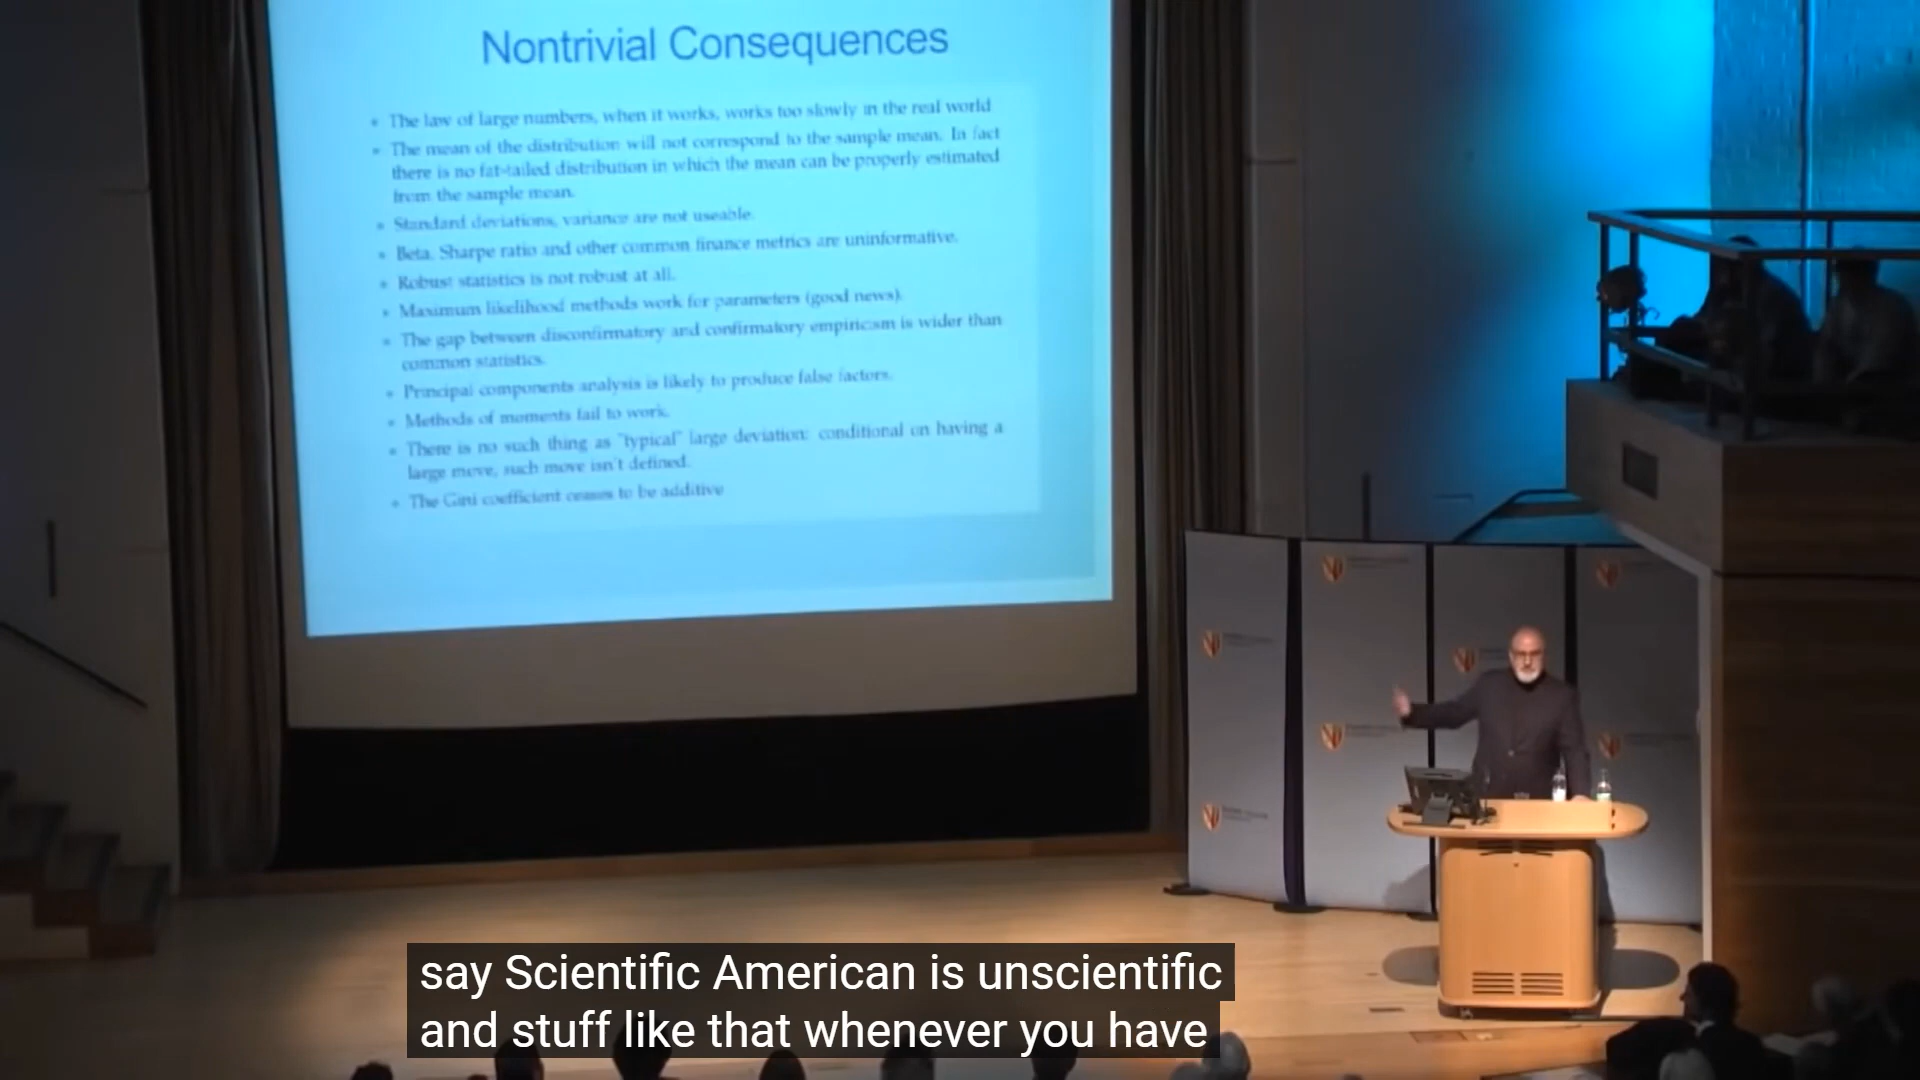 Nontrivial Consequences
The law of large numbers, when it works, works too slowly in the real world
The mean of the distribution will not correspond to the sample mean. In fact
there is no fat-tailed distribution in which the mean can be properly estimated
from the sample mean.
Standard deviations, variance are not useable.
Beta, Sharpe ratio and other common finance metrics are uninformative.
Robust statistics is not robust at all.
Maximum likelihood methods work for parameters (good news).
The gap between disconfirmatory and confirmatory empiricism is wider than
common statistics.
Principal components analysis is likely to produce false factors.
Methods of moments fail to work.
There is no such thing as "typical" large deviation: conditional on having a
large move, such move isn't defined.
The Gini coefficient ceases to be additive
say Scientific American is unscientific
and stuff like that whenever you have